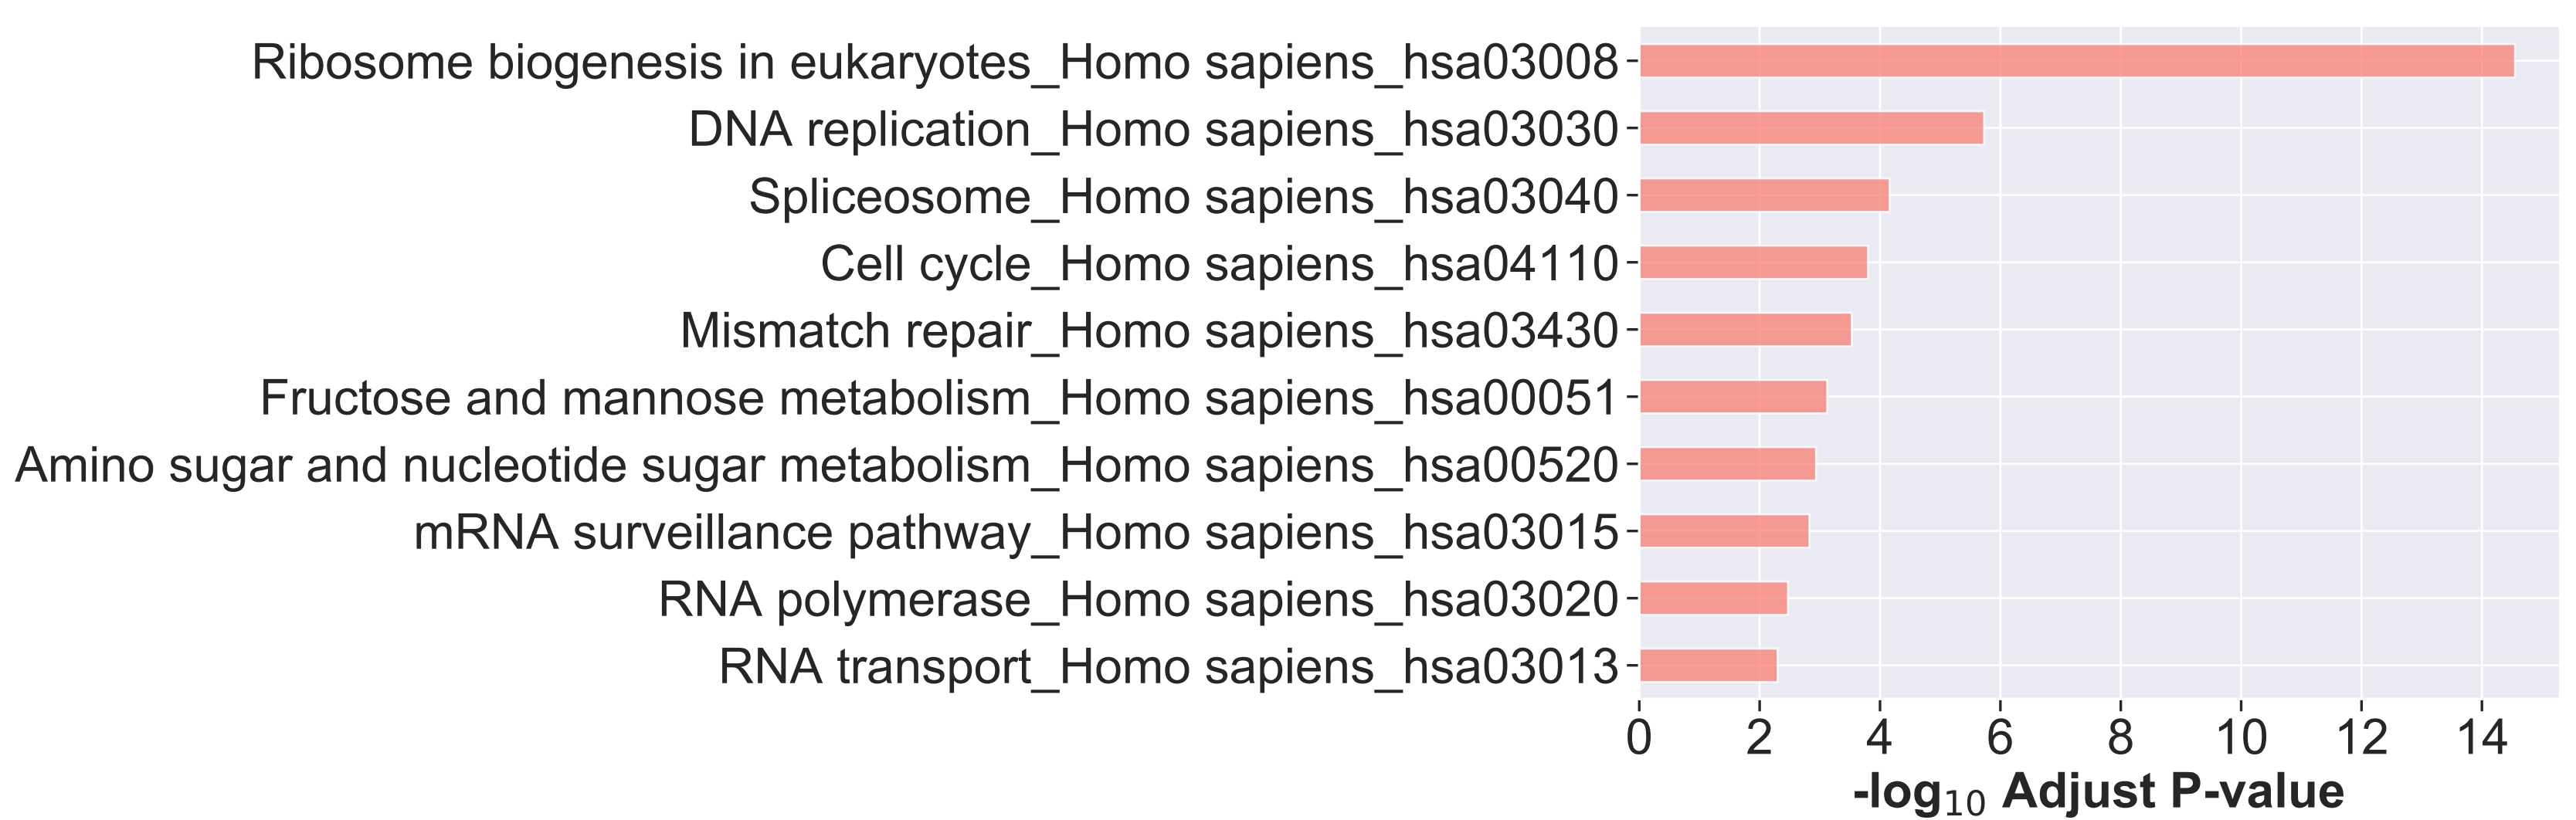 Ribosome biogenesis in eukaryotes_Homo sapiens_hsa03008
DNA replication_Homo sapiens_hsa03030
Spliceosome_Homo sapiens_hsa03040
Cell cycle_Homo sapiens_hsa04110
Mismatch repair_Homo sapiens_hsa03430
Fructose and mannose metabolism_Homo sapiens_hsa00051
Amino sugar and nucleotide sugar metabolism_Homo sapiens_hsa00520
mRNA surveillance pathway_Homo sapiens_hsa03015
RNA polymerase_Homo sapiens_hsa03020
RNA transport_Homo sapiens_hsa03013
0 2 4 6 8 10 12 14
-log₁₀ Adjust P-value